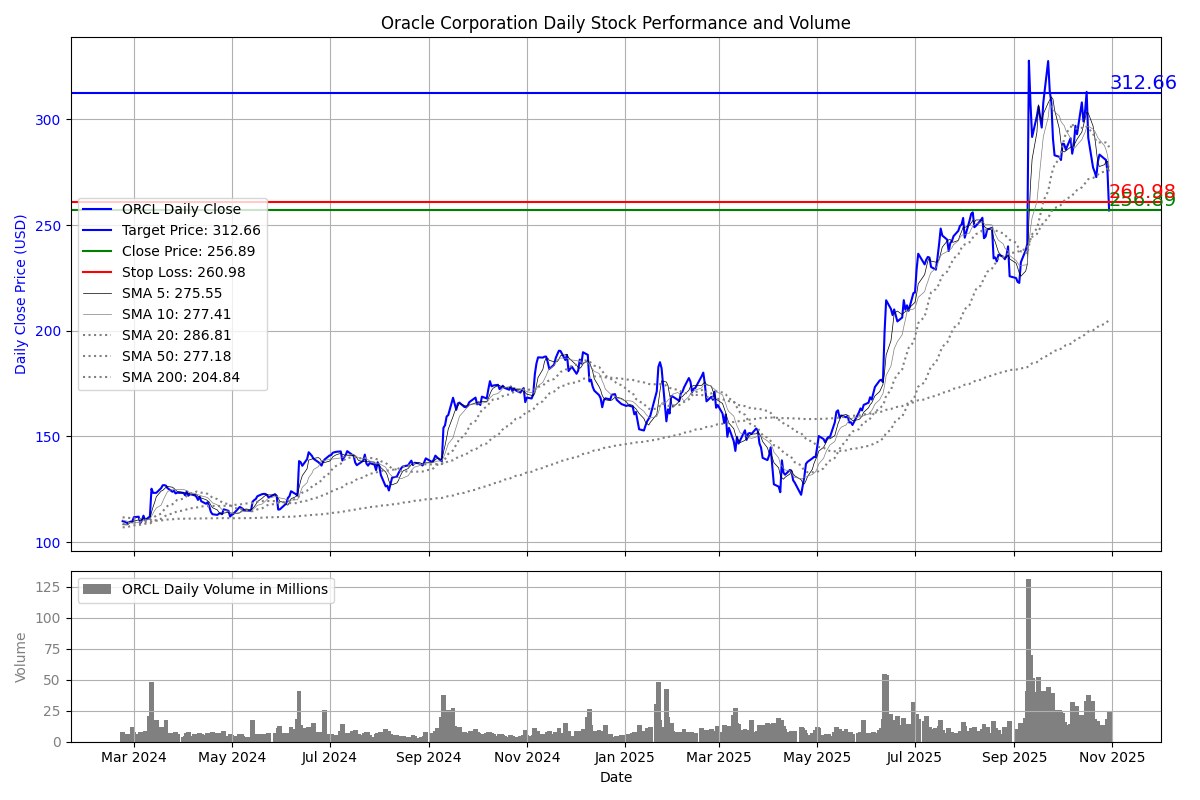 Oracle Corporation Daily Stock Performance and Volume
Daily Close Price (USD)
300
250
200
150
100
312.66
260.98
256.89
ORCL Daily Close
Target Price: 312.66
Close Price: 256.89
Stop Loss: 260.98
SMA 5: 275.55
SMA 10: 277.41
SMA 20: 286.81
SMA 50: 277.18
SMA 200: 204.84
Volume
125
100
75
50
25
0
ORCL Daily Volume in Millions
Mar 2024 May 2024 Jul 2024 Sep 2024 Nov 2024 Jan 2025 Mar 2025 May 2025 Jul 2025 Sep 2025 Nov 2025
Date